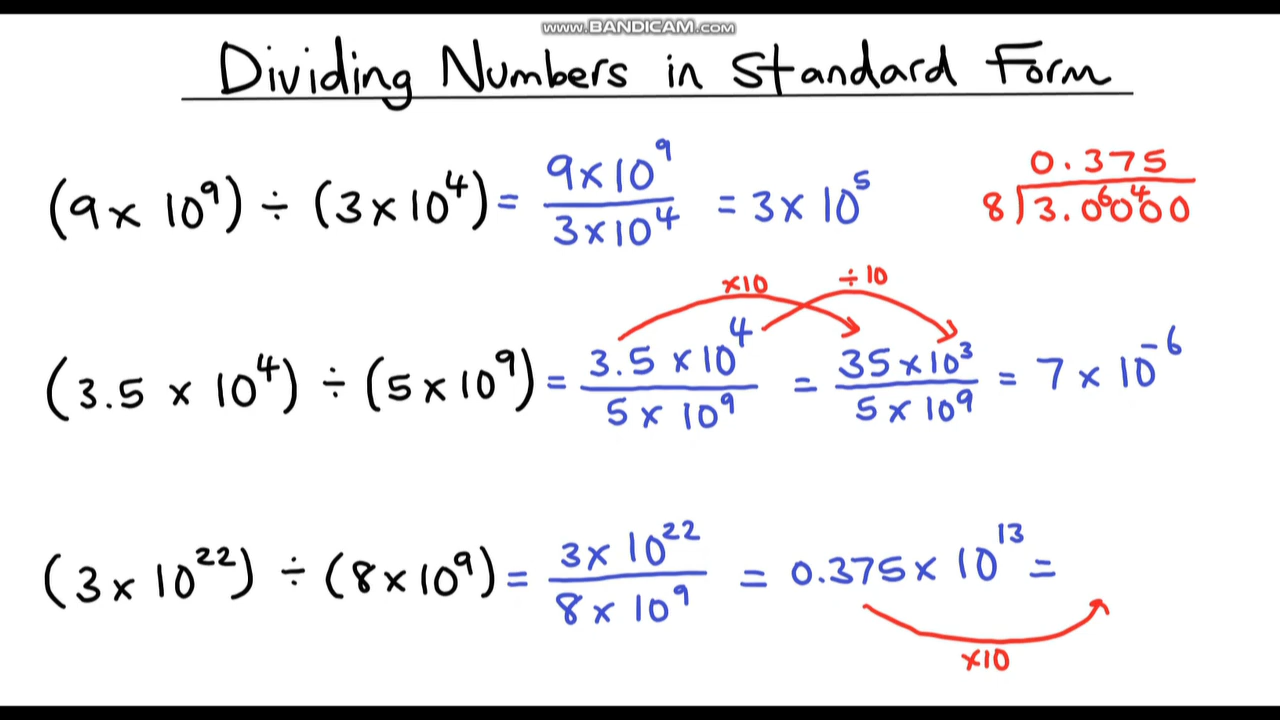 www.BANDICAM.com
Dividing Numbers in Standard Form
(9 x 10⁹) ÷ (3 x 10⁴) = 9 x 10⁹ / 3 x 10⁴ = 3 x 10⁵
0.375
8 ) 3.0⁶0⁴00
x10 ÷10
(3.5 x 10⁴) ÷ (5 x 10⁹) = 3.5 x 10⁴ / 5 x 10⁹ = 35 x 10³ / 5 x 10⁹ = 7 x 10⁻⁶
(3 x 10²²) ÷ (8 x 10⁹) = 3 x 10²² / 8 x 10⁹ = 0.375 x 10¹³ =
x10